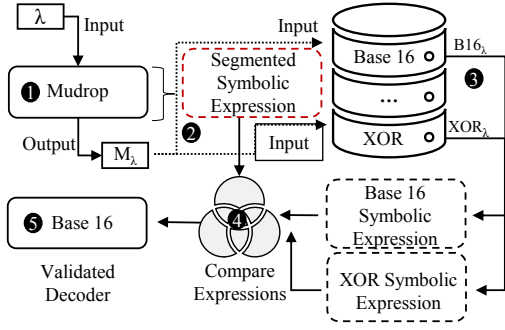 λ
Input
Input
Base 16
B16λ
1 Mudrop
Segmented
Symbolic
Expression
3
...
Output
2
XOR
XORλ
Mλ
Input
5 Base 16
4
Base 16
Symbolic
Expression
Validated
Decoder
Compare
Expressions
XOR Symbolic
Expression